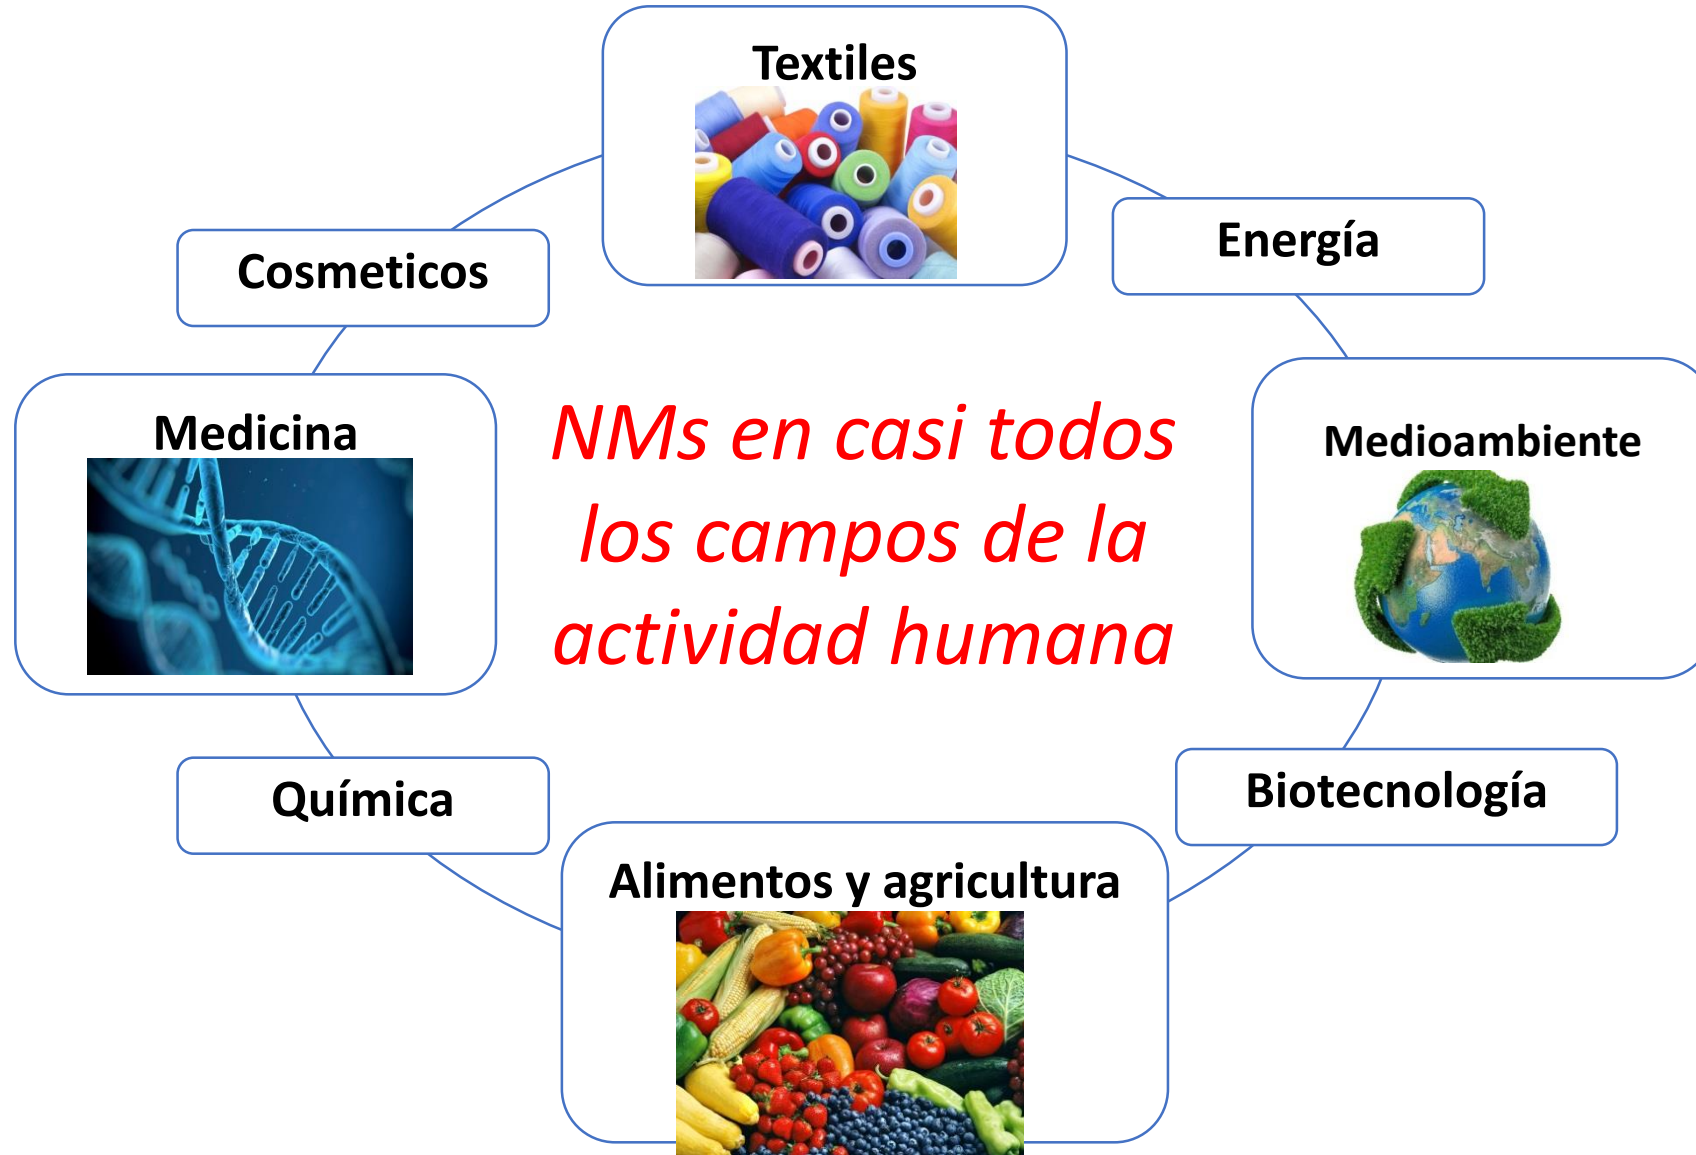 Textiles
Energía
Cosmeticos
Medicina
NMs en casi todos
los campos de la
actividad humana
Medioambiente
Química
Biotecnología
Alimentos y agricultura